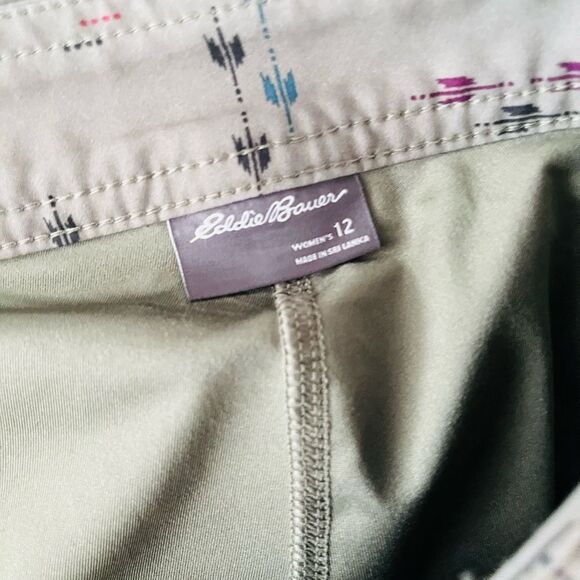 Eddie Bauer
WOMEN'S 12
MADE IN SRI LANKA